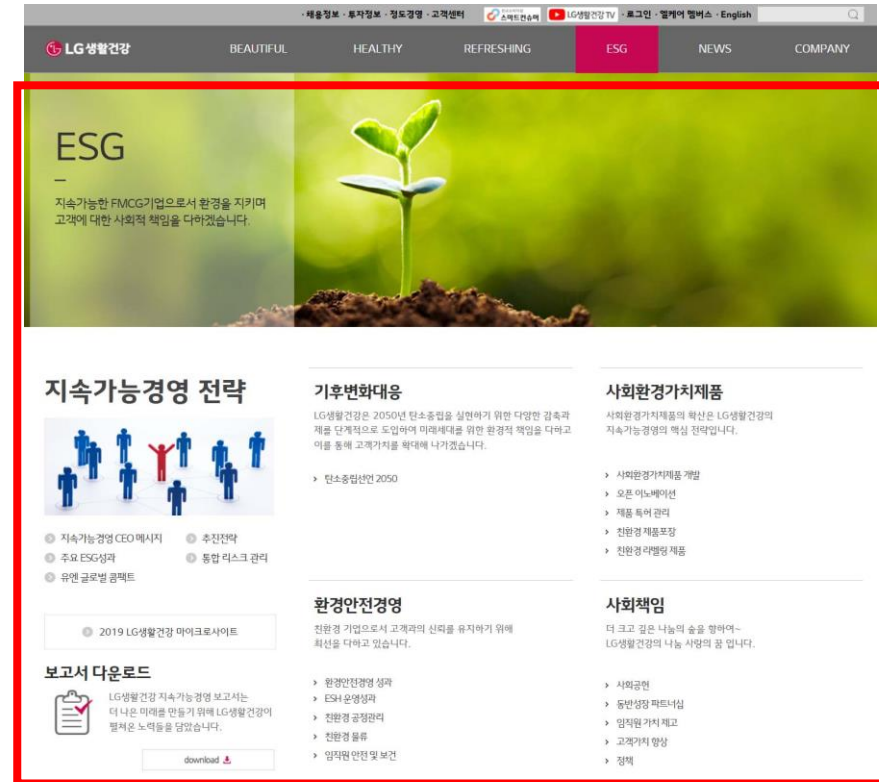 · 채용정보 · 투자정보 · 정도경영 · 고객센터 스마트컨슈머 LG생활건강 TV · 로그인 · 엘케어 멤버스 · English
LG생활건강 BEAUTIFUL HEALTHY REFRESHING ESG NEWS COMPANY
ESG
지속가능한 FMCG기업으로서 환경을 지키며
고객에 대한 사회적 책임을 다하겠습니다.
지속가능경영 전략
지속가능경영 CEO 메시지
추진전략
주요 ESG성과
통합 리스크 관리
유엔 글로벌 콤팩트
2019 LG생활건강 마이크로사이트
보고서 다운로드
LG생활건강 지속가능경영 보고서는
더 나은 미래를 만들기 위해 LG생활건강이
펼쳐온 노력들을 담았습니다.
download
기후변화대응
LG생활건강은 2050년 탄소중립을 실현하기 위한 다양한 감축과
제를 단계적으로 도입하여 미래세대를 위한 환경적 책임을 다하고
이를 통해 고객가치를 확대해 나가겠습니다.
› 탄소중립선언 2050
사회환경가치제품
사회환경가치제품의 확산은 LG생활건강의
지속가능경영의 핵심 전략입니다.
› 사회환경가치제품 개발
› 오픈 이노베이션
› 제품 특허 관리
› 친환경 제품포장
› 친환경 라벨링 제품
환경안전경영
친환경 기업으로서 고객과의 신뢰를 유지하기 위해
최선을 다하고 있습니다.
› 환경안전경영 성과
› ESH 운영성과
› 친환경 공정관리
› 친환경 물류
› 임직원 안전 및 보건
사회책임
더 크고 깊은 나눔의 숲을 향하여~
LG생활건강의 나눔 사랑의 꿈 입니다.
› 사회공헌
› 동반성장 파트너십
› 임직원 가치 제고
› 고객가치 향상
› 정책